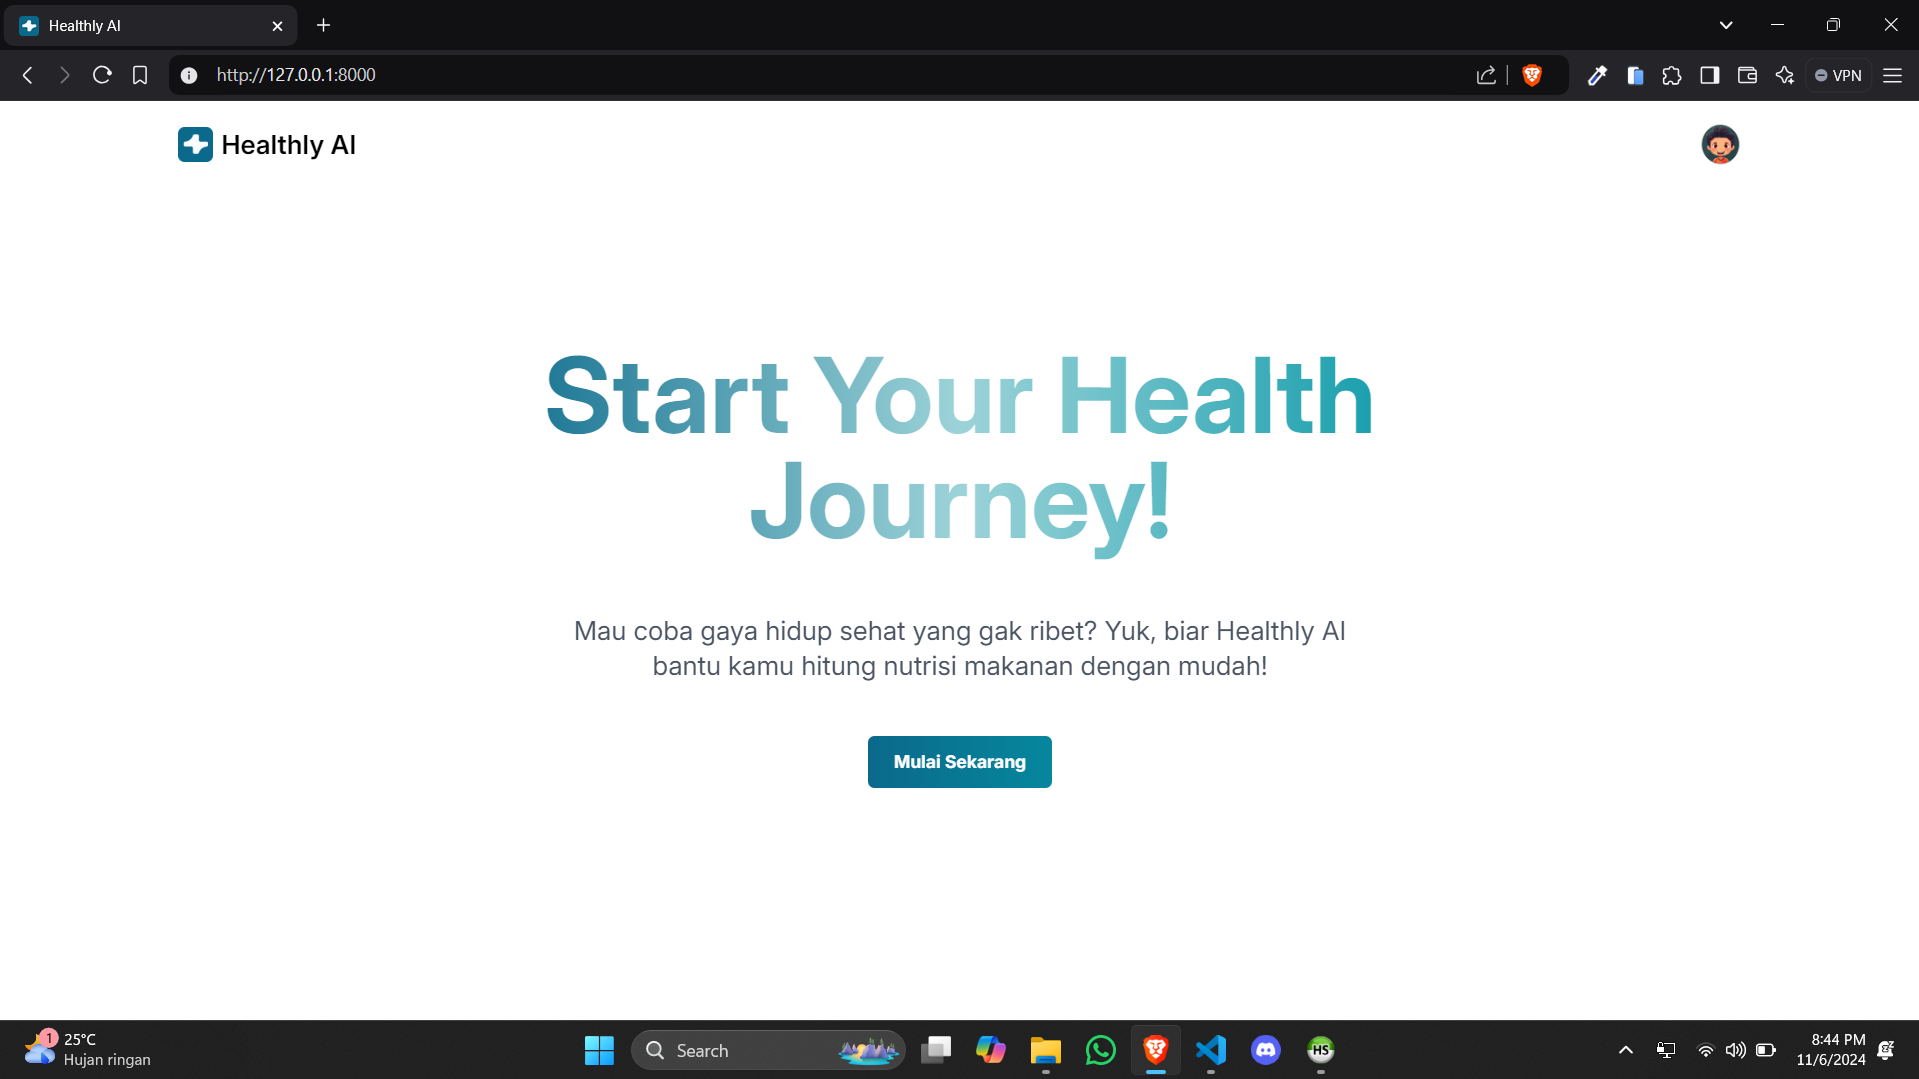 Healthly AI
http://127.0.0.1:8000
VPN
Healthly AI
Start Your Health
Journey!
Mau coba gaya hidup sehat yang gak ribet? Yuk, biar Healthly AI
bantu kamu hitung nutrisi makanan dengan mudah!
Mulai Sekarang
1
25°C
Hujan ringan
Search
HS
8:44 PM
11/6/2024